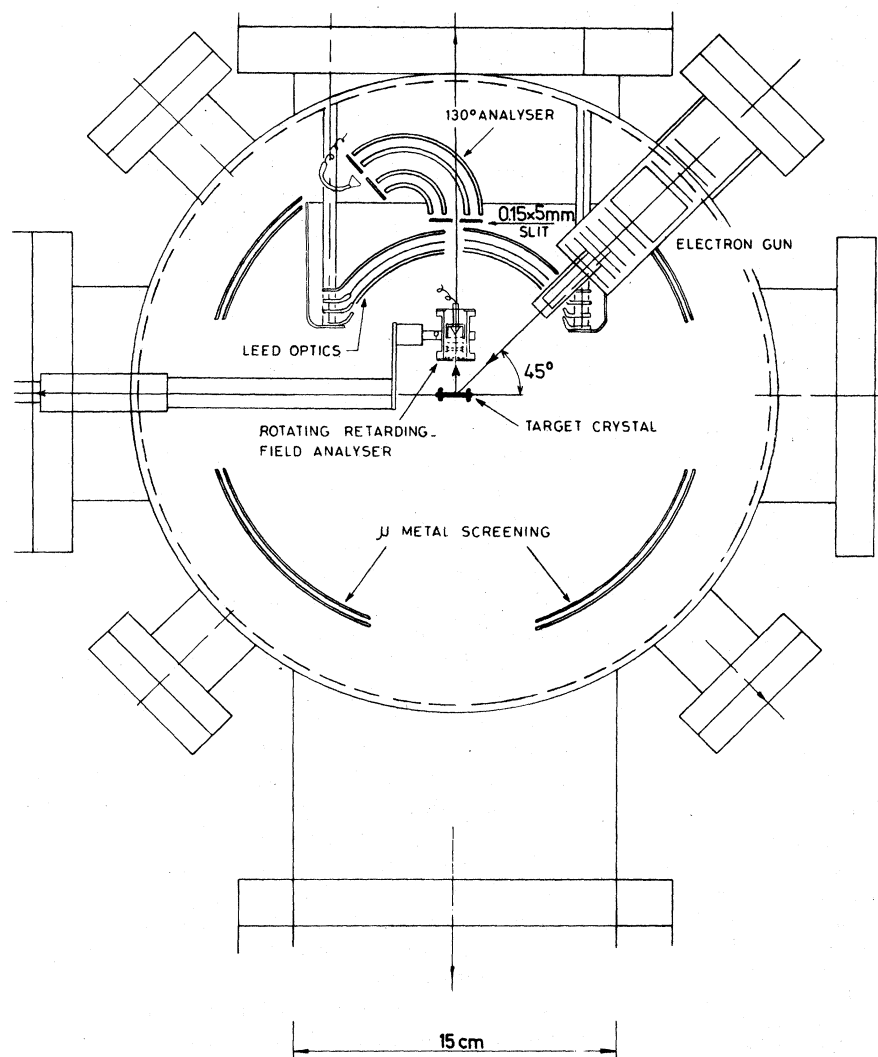 130° ANALYSER
0.15×5mm
SLIT
ELECTRON GUN
LEED OPTICS
45°
ROTATING RETARDING_
FIELD ANALYSER
TARGET CRYSTAL
μ METAL SCREENING
15 cm